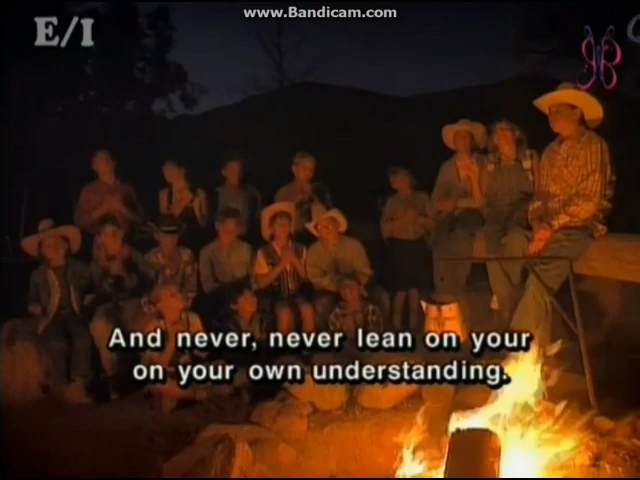 www.Bandicam.com
E/I
And never, never lean on your
on your own understanding.